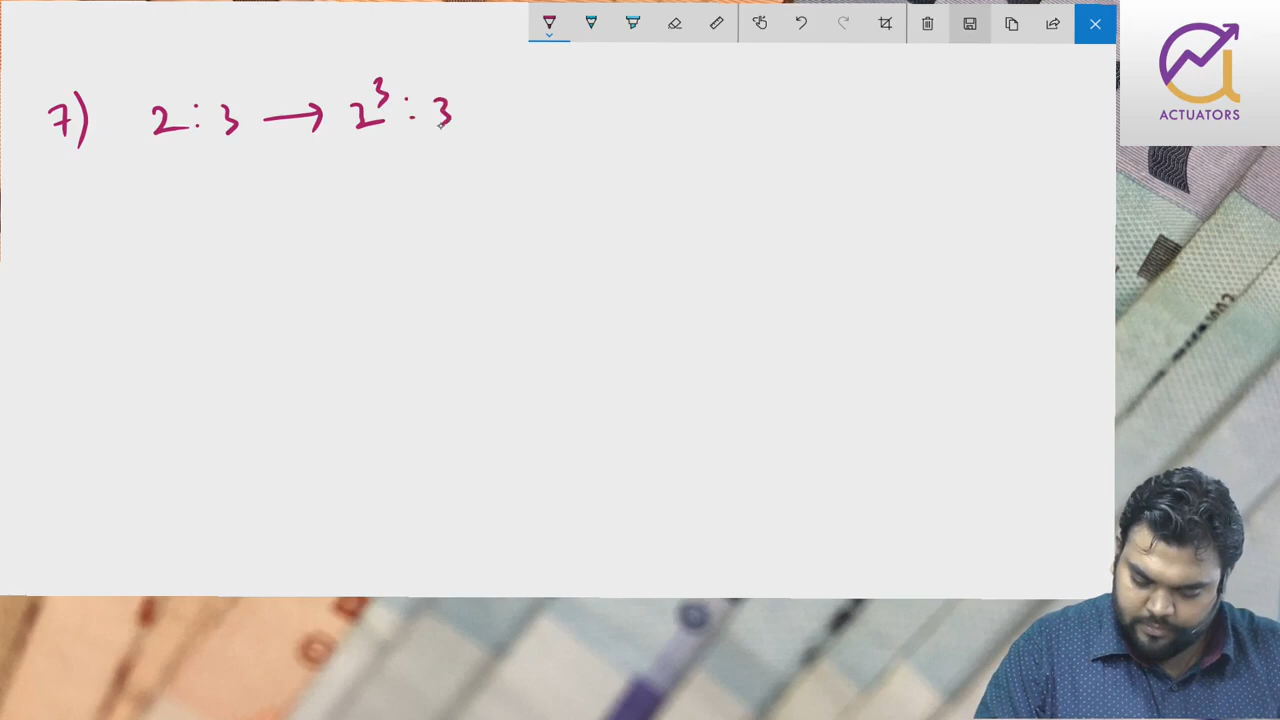 7) 2 : 3 → 2³ : 3
ACTUATORS